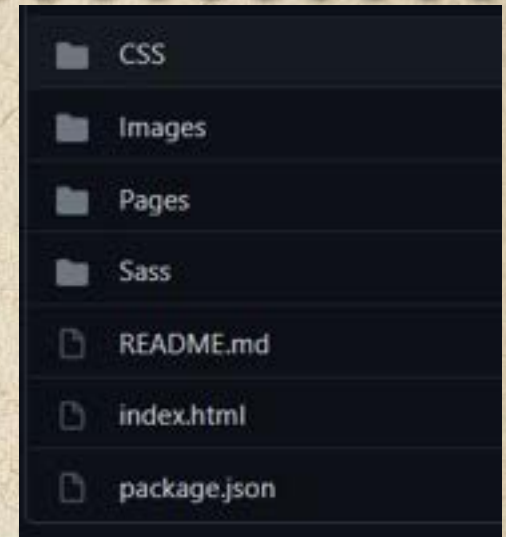 CSS
Images
Pages
Sass
README.md
index.html
package.json